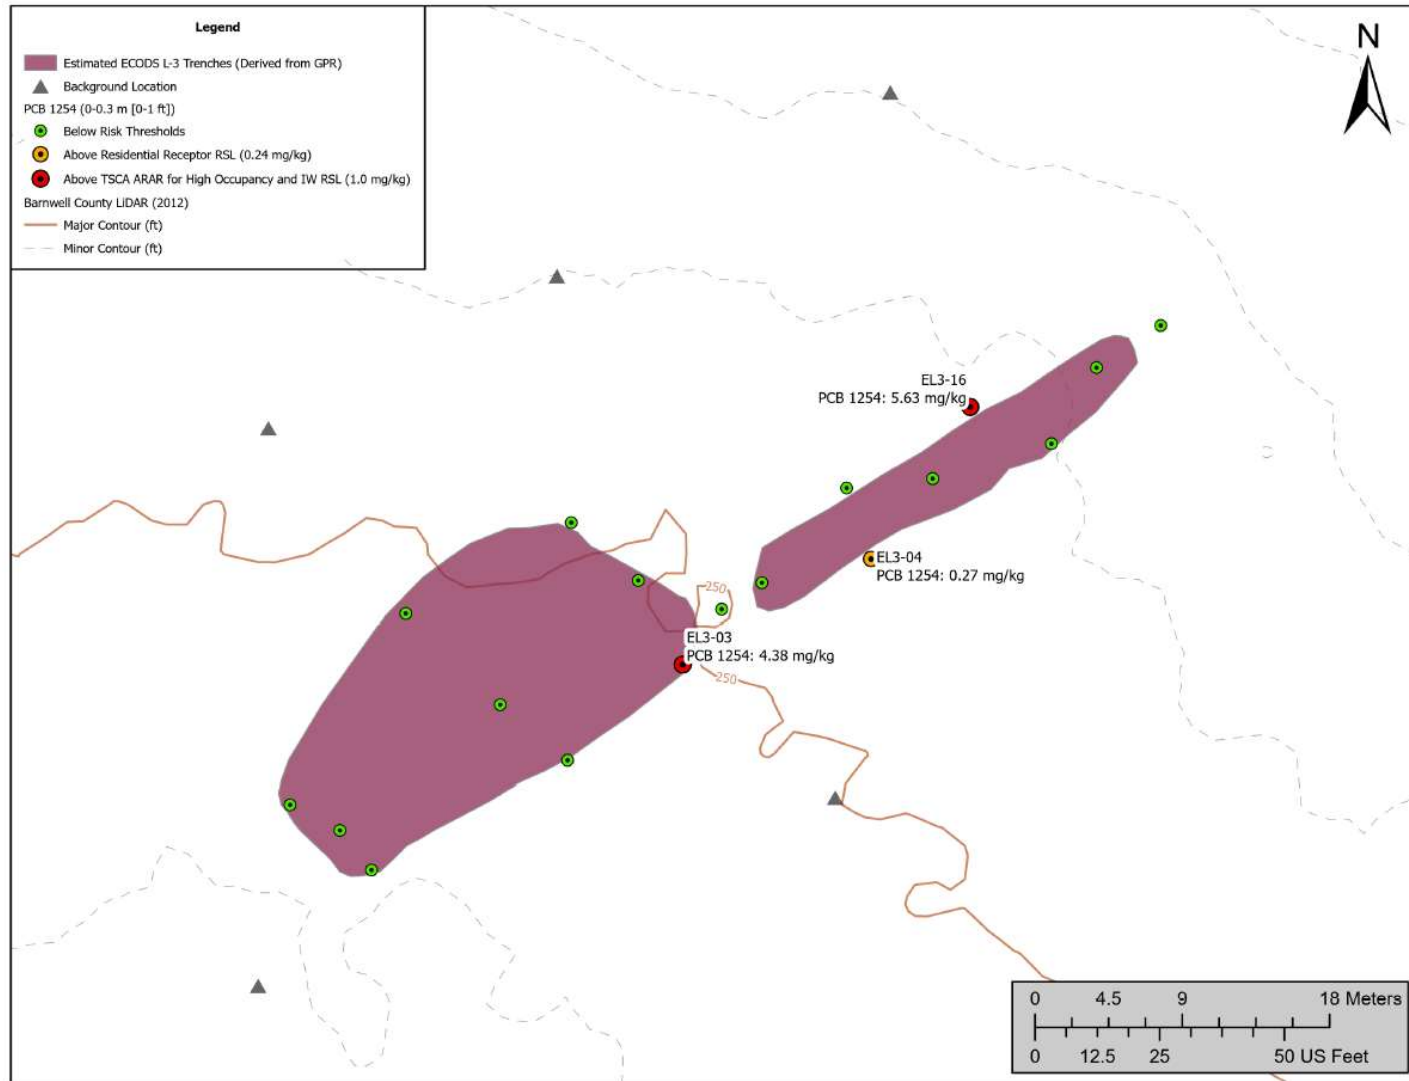 Legend
Estimated ECODS L-3 Trenches (Derived from GPR)
Background Location
PCB 1254 (0-0.3 m [0-1 ft])
Below Risk Thresholds
Above Residential Receptor RSL (0.24 mg/kg)
Above TSCA ARAR for High Occupancy and IW RSL (1.0 mg/kg)
Barnwell County LiDAR (2012)
Major Contour (ft)
Minor Contour (ft)
N
EL3-16
PCB 1254: 5.63 mg/kg
EL3-04
PCB 1254: 0.27 mg/kg
250
EL3-03
PCB 1254: 4.38 mg/kg
250
0 4.5 9 18 Meters
0 12.5 25 50 US Feet